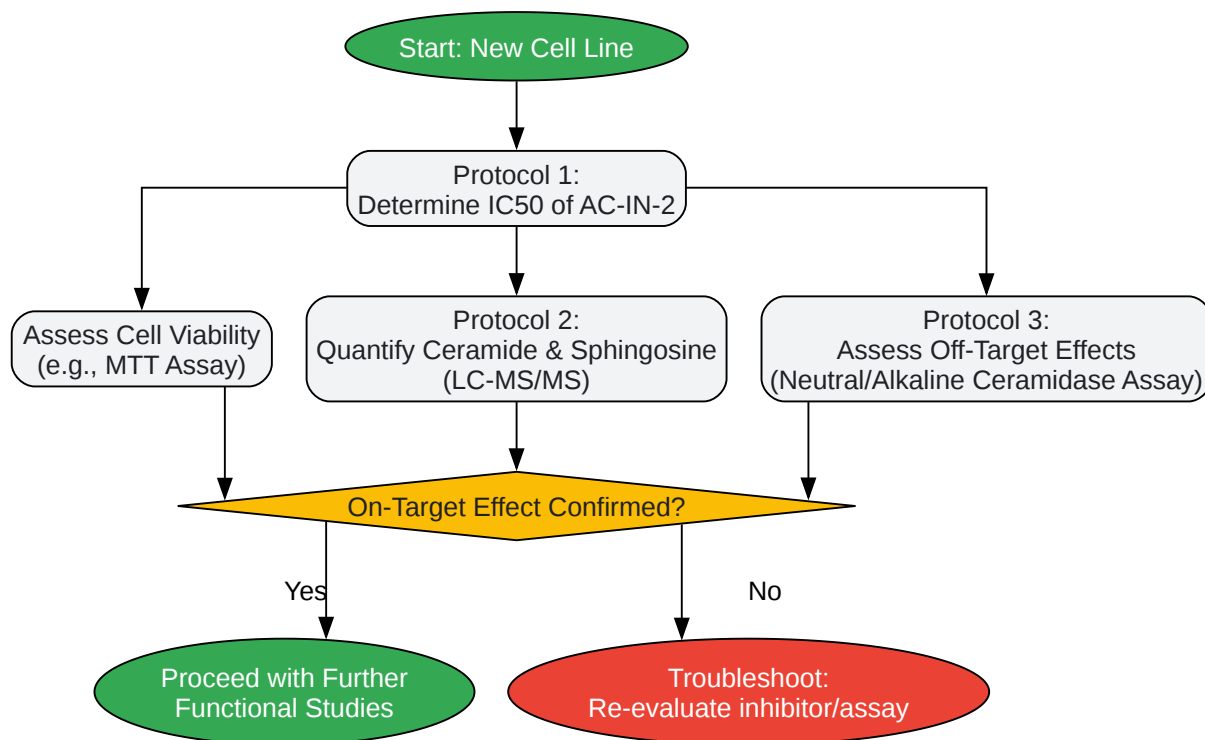 Start: New Cell Line
Protocol 1:
Determine IC50 of AC-IN-2
Assess Cell Viability
(e.g., MTT Assay)
Protocol 2:
Quantify Ceramide & Sphingosine
(LC-MS/MS)
Protocol 3:
Assess Off-Target Effects
(Neutral/Alkaline Ceramidase Assay)
On-Target Effect Confirmed?
Yes
No
Proceed with Further
Functional Studies
Troubleshoot:
Re-evaluate inhibitor/assay